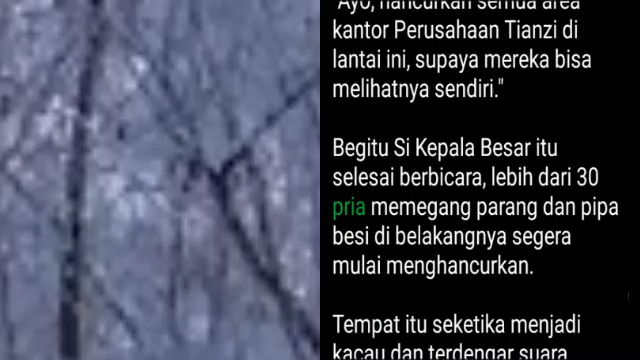 "Ayo, hancurkan semua area
kantor Perusahaan Tianzi di
lantai ini, supaya mereka bisa
melihatnya sendiri."
Begitu Si Kepala Besar itu
selesai berbicara, lebih dari 30
pria memegang parang dan pipa
besi di belakangnya segera
mulai menghancurkan.
Tempat itu seketika menjadi
kacau dan terdengar suara